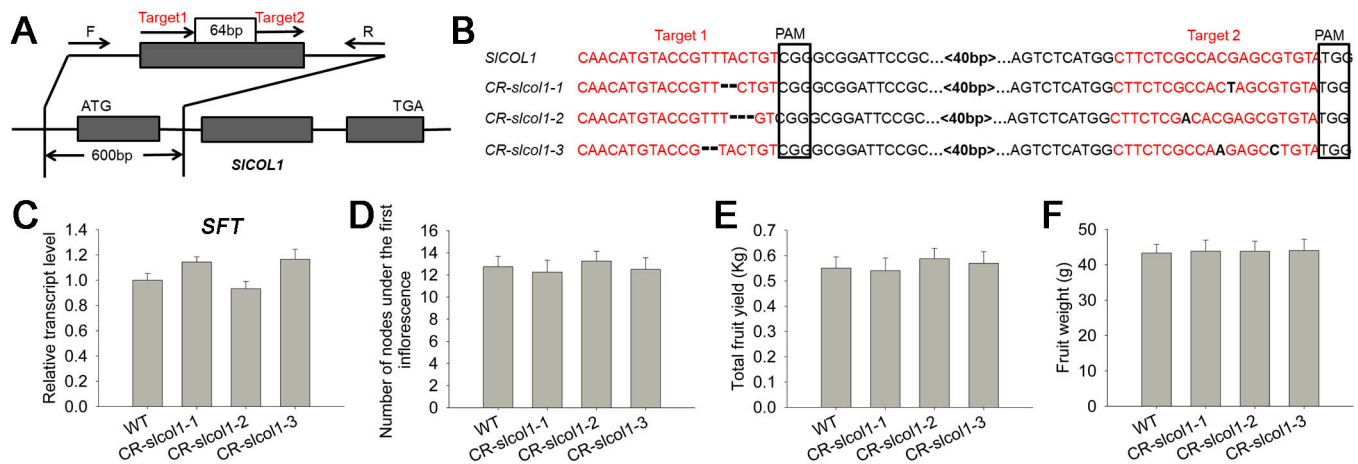 A
F
Target1
64bp
Target2
R
ATG
TGA
600bp
SlCOL1
B
Target 1
PAM
Target 2
PAM
SlCOL1 CAACATGTACCGTTTACTGTCGGGCGGATTCCGC...<40bp>...AGTCTCATGGCTTCTCGCCACGAGCGTGTATGG
CR-slcol1-1 CAACATGTACCGTT--CTGTCGGGCGGATTCCGC...<40bp>...AGTCTCATGGCTTCTCGCCACTAGCGTGTATGG
CR-slcol1-2 CAACATGTACCGTTT---GTCGGGCGGATTCCGC...<40bp>...AGTCTCATGGCTTCTCGACACGAGCGTGTATGG
CR-slcol1-3 CAACATGTACCG--TACTGTCGGGCGGATTCCGC...<40bp>...AGTCTCATGGCTTCTCGCCAAGAGCCTGTATGG
C
SFT
Relative transcript level
1.4
1.2
1.0
0.8
0.6
0.4
0.2
0.0
WT
CR-slcol1-1
CR-slcol1-2
CR-slcol1-3
D
Number of nodes under the first
inflorescence
16
14
12
10
8
6
4
2
0
WT
CR-slcol1-1
CR-slcol1-2
CR-slcol1-3
E
Total fruit yield (Kg)
0.7
0.6
0.5
0.4
0.3
0.2
0.1
0.0
WT
CR-slcol1-1
CR-slcol1-2
CR-slcol1-3
F
Fruit weight (g)
50
40
30
20
10
0
WT
CR-slcol1-1
CR-slcol1-2
CR-slcol1-3